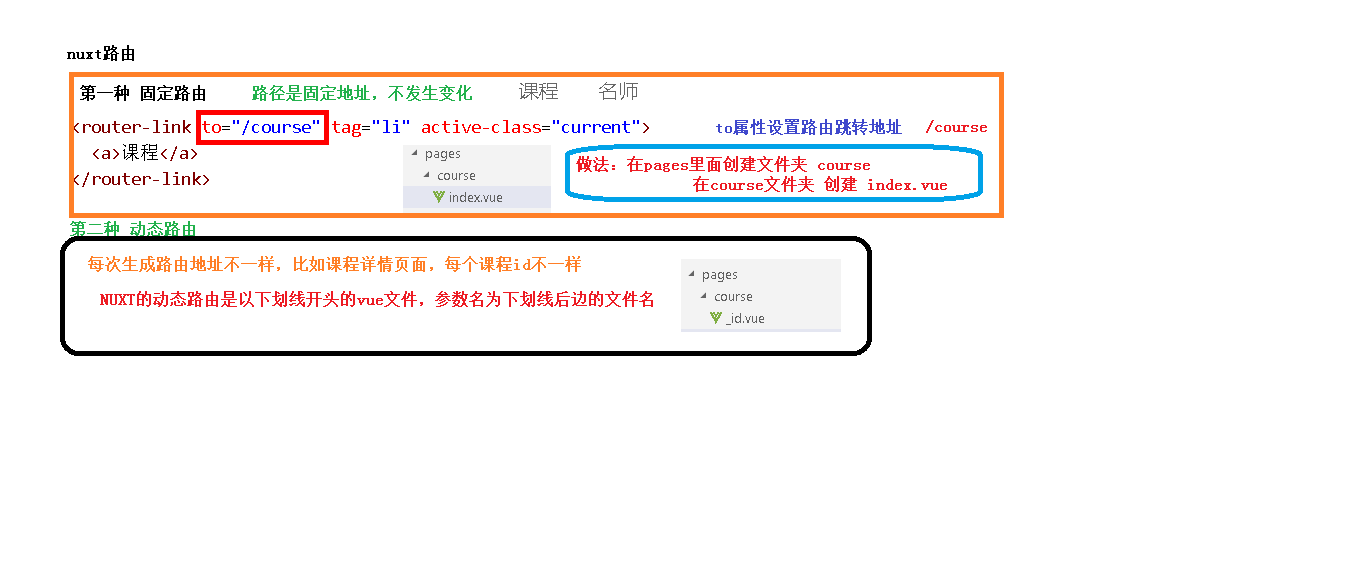 nuxt路由
第一种 固定路由 路径是固定地址，不发生变化 课程 名师
<router-link to="/course" tag="li" active-class="current"> to属性设置路由跳转地址 /course
<a>课程</a>
</router-link>
pages
course
index.vue
做法：在pages里面创建文件夹 course
在course文件夹 创建 index.vue
第二种 动态路由
每次生成路由地址不一样，比如课程详情页面，每个课程id不一样
NUXT的动态路由是以下划线开头的vue文件，参数名为下划线后边的文件名
pages
course
_id.vue